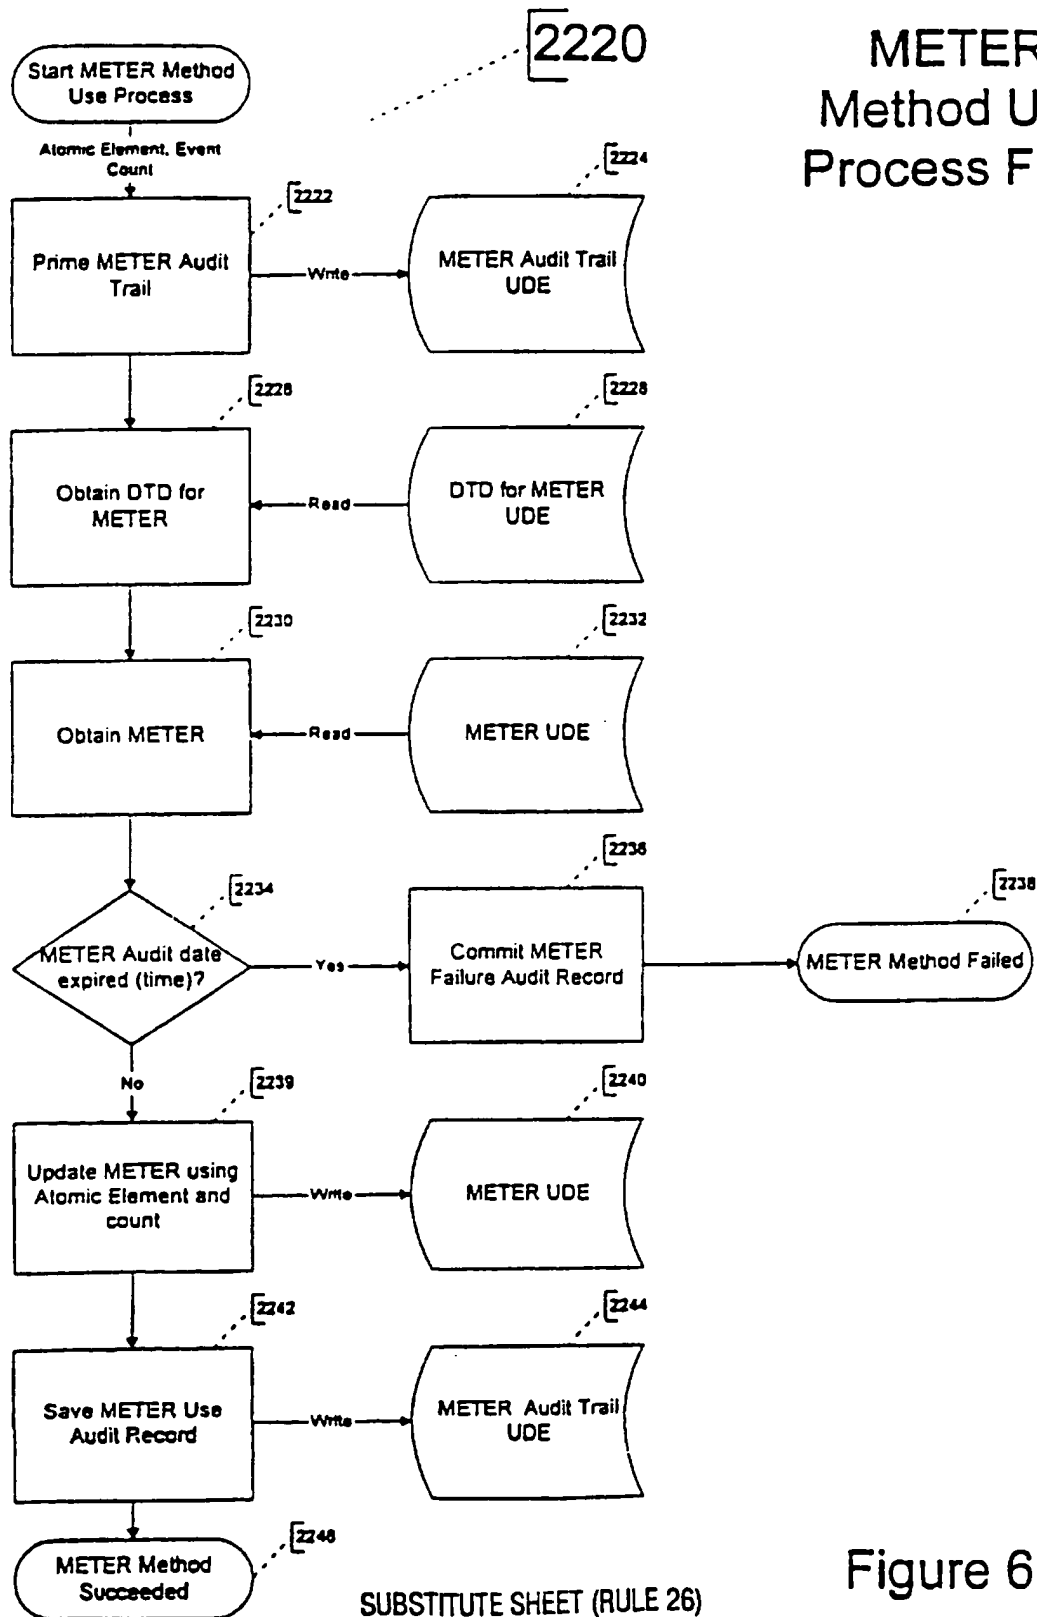 2220
METER
Method U
Process F
Start METER Method
Use Process
Atomic Element, Event
Count
2222
2224
Prime METER Audit
Trail
Write
METER Audit Trail
UDE
2226
2228
Obtain DTD for
METER
Read
DTD for METER
UDE
2230
2232
Obtain METER
Read
METER UDE
2234
2236
2238
METER Audit date
expired (time)?
Yes
Commit METER
Failure Audit Record
METER Method Failed
No
2239
2240
Update METER using
Atomic Element and
count
Write
METER UDE
2242
2244
Save METER Use
Audit Record
Write
METER Audit Trail
UDE
2246
METER Method
Succeeded
SUBSTITUTE SHEET (RULE 26)
Figure 6